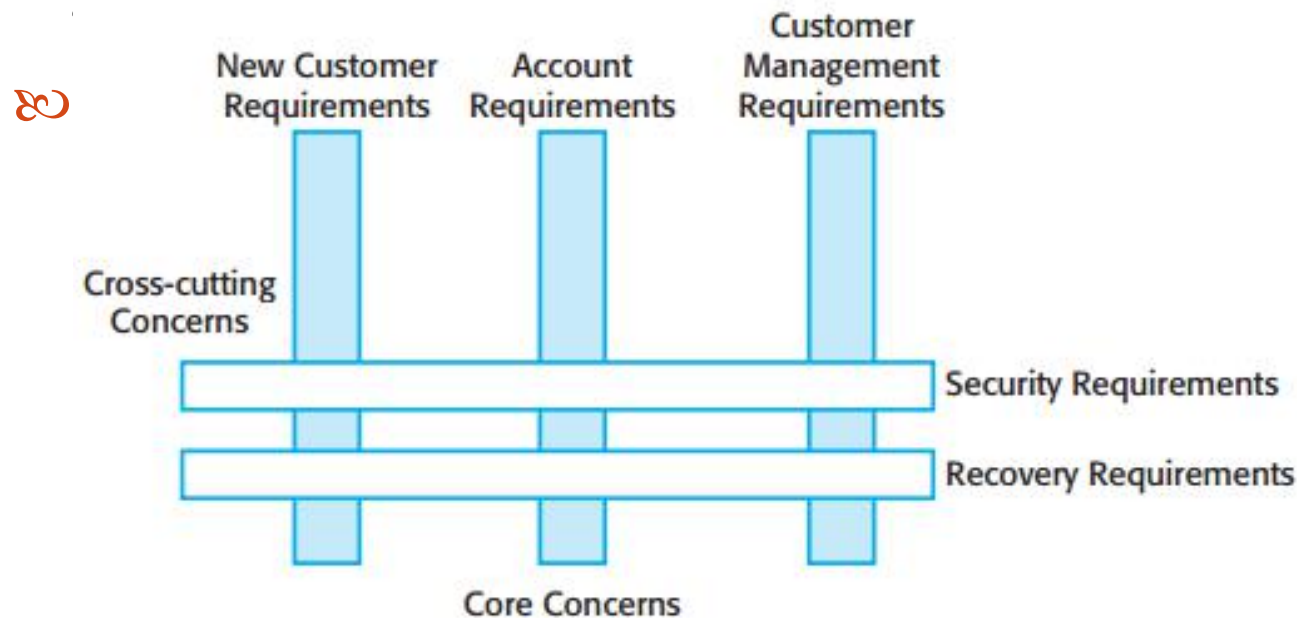 New Customer
Requirements
Account
Requirements
Customer
Management
Requirements
Cross-cutting
Concerns
Security Requirements
Recovery Requirements
Core Concerns